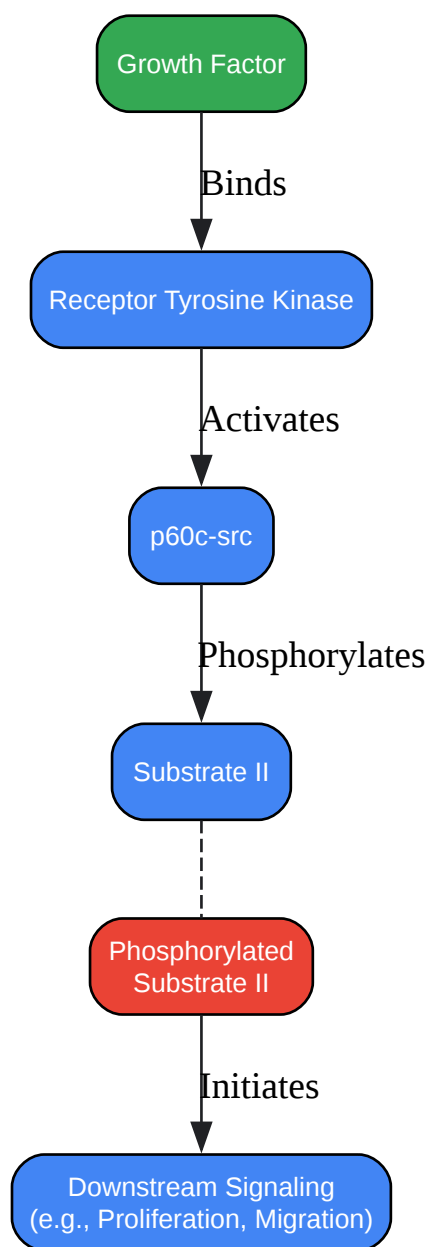 Growth Factor
Binds
Receptor Tyrosine Kinase
Activates
p60c-src
Phosphorylates
Substrate II
Phosphorylated
Substrate II
Initiates
Downstream Signaling
(e.g., Proliferation, Migration)